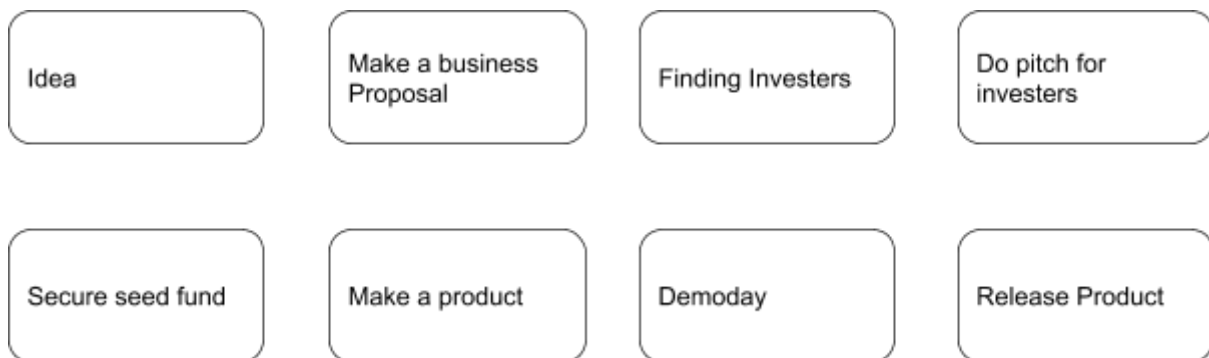 Idea
Make a business
Proposal
Finding Investers
Do pitch for
investers
Secure seed fund
Make a product
Demoday
Release Product